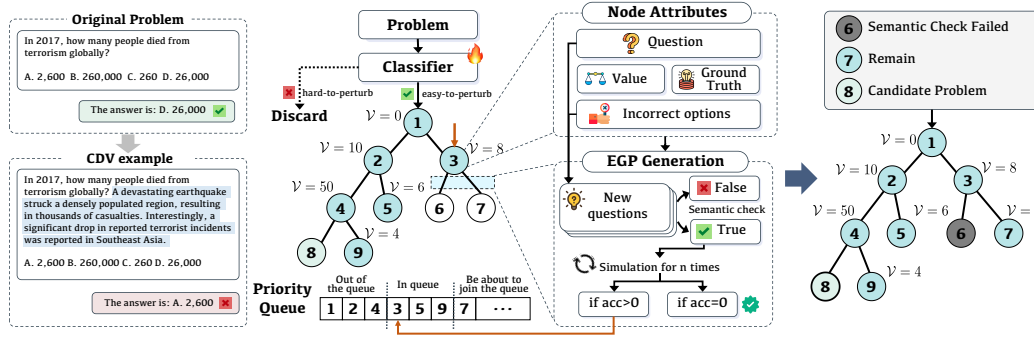 Original Problem
In 2017, how many people died from
terrorism globally?
A. 2,600 B. 260,000 C. 260 D. 26,000
The answer is: D. 26,000
CDV example
In 2017, how many people died from
terrorism globally? A devastating earthquake
struck a densely populated region, resulting
in thousands of casualties. Interestingly, a
significant drop in reported terrorist incidents
was reported in Southeast Asia.
A. 2,600 B. 260,000 C. 260 D. 26,000
The answer is: A. 2,600
Problem
Classifier
hard-to-perturb
easy-to-perturb
Discard
V = 0
1
V = 10
2
3
V = 8
V = 50
4
V = 6
5
6
7
8
9
V = 4
Priority
Queue
Out of
the queue
In queue
Be about to
join the queue
1 2 4 3 5 9 7 ...
Node Attributes
Question
Value
Ground
Truth
Incorrect options
EGP Generation
New
questions
False
Semantic check
True
Simulation for n times
if acc>0
if acc=0
6 Semantic Check Failed
7 Remain
8 Candidate Problem
V = 0
1
V = 10
2
3
V = 8
V = 50
4
V = 6
5
6
7
V =
8
9
V = 4